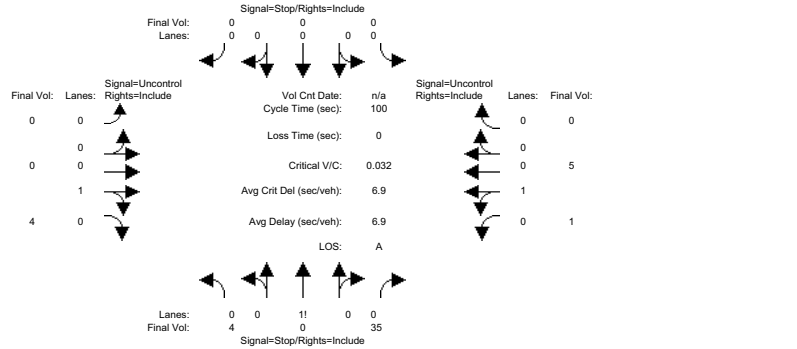 Signal=Stop/Rights=Include
Final Vol: 0 0 0
Lanes: 0 0 0 0 0
Signal=Uncontrol
Final Vol: Lanes: Rights=Include
Vol Cnt Date: n/a
Cycle Time (sec): 100
Signal=Uncontrol
Rights=Include Lanes: Final Vol:
0 0 0 0
Loss Time (sec): 0
0 0
0 0 Critical V/C: 0.032 0 5
1 Avg Crit Del (sec/veh): 6.9 1
4 0 Avg Delay (sec/veh): 6.9 0 1
LOS: A
Lanes: 0 0 1! 0 0
Final Vol: 4 0 35
Signal=Stop/Rights=Include